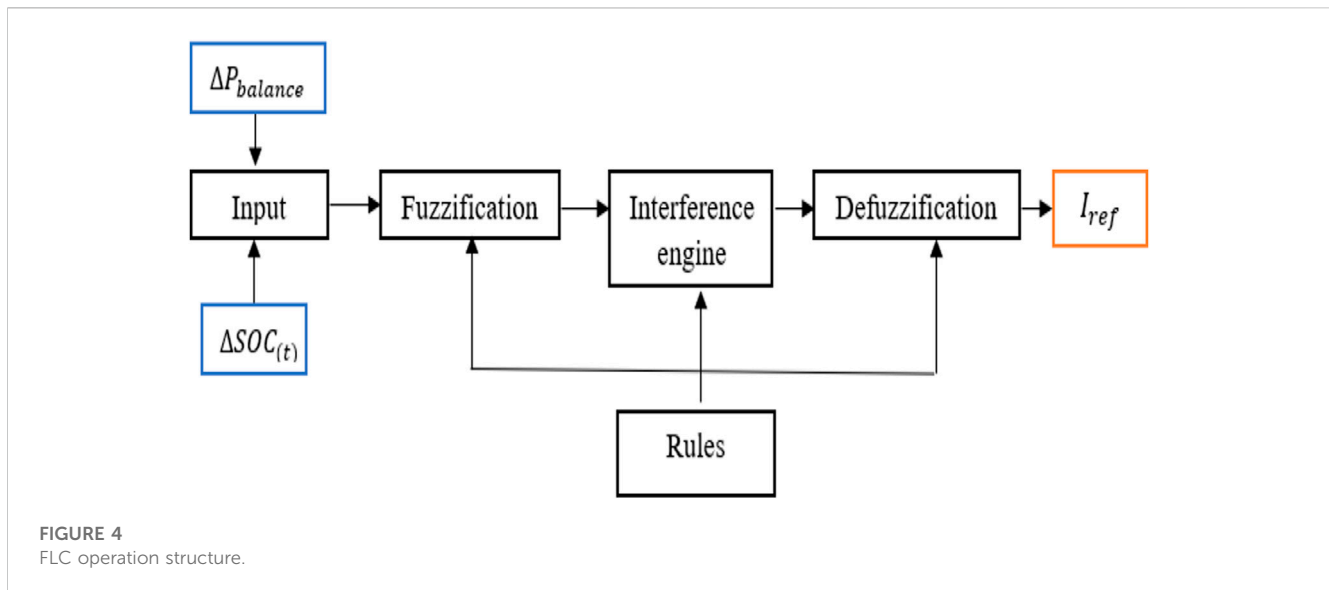 ΔP_balance
Input
Fuzzification
Interference
engine
Defuzzification
I_ref
ΔSOC_(t)
Rules
FIGURE 4
FLC operation structure.